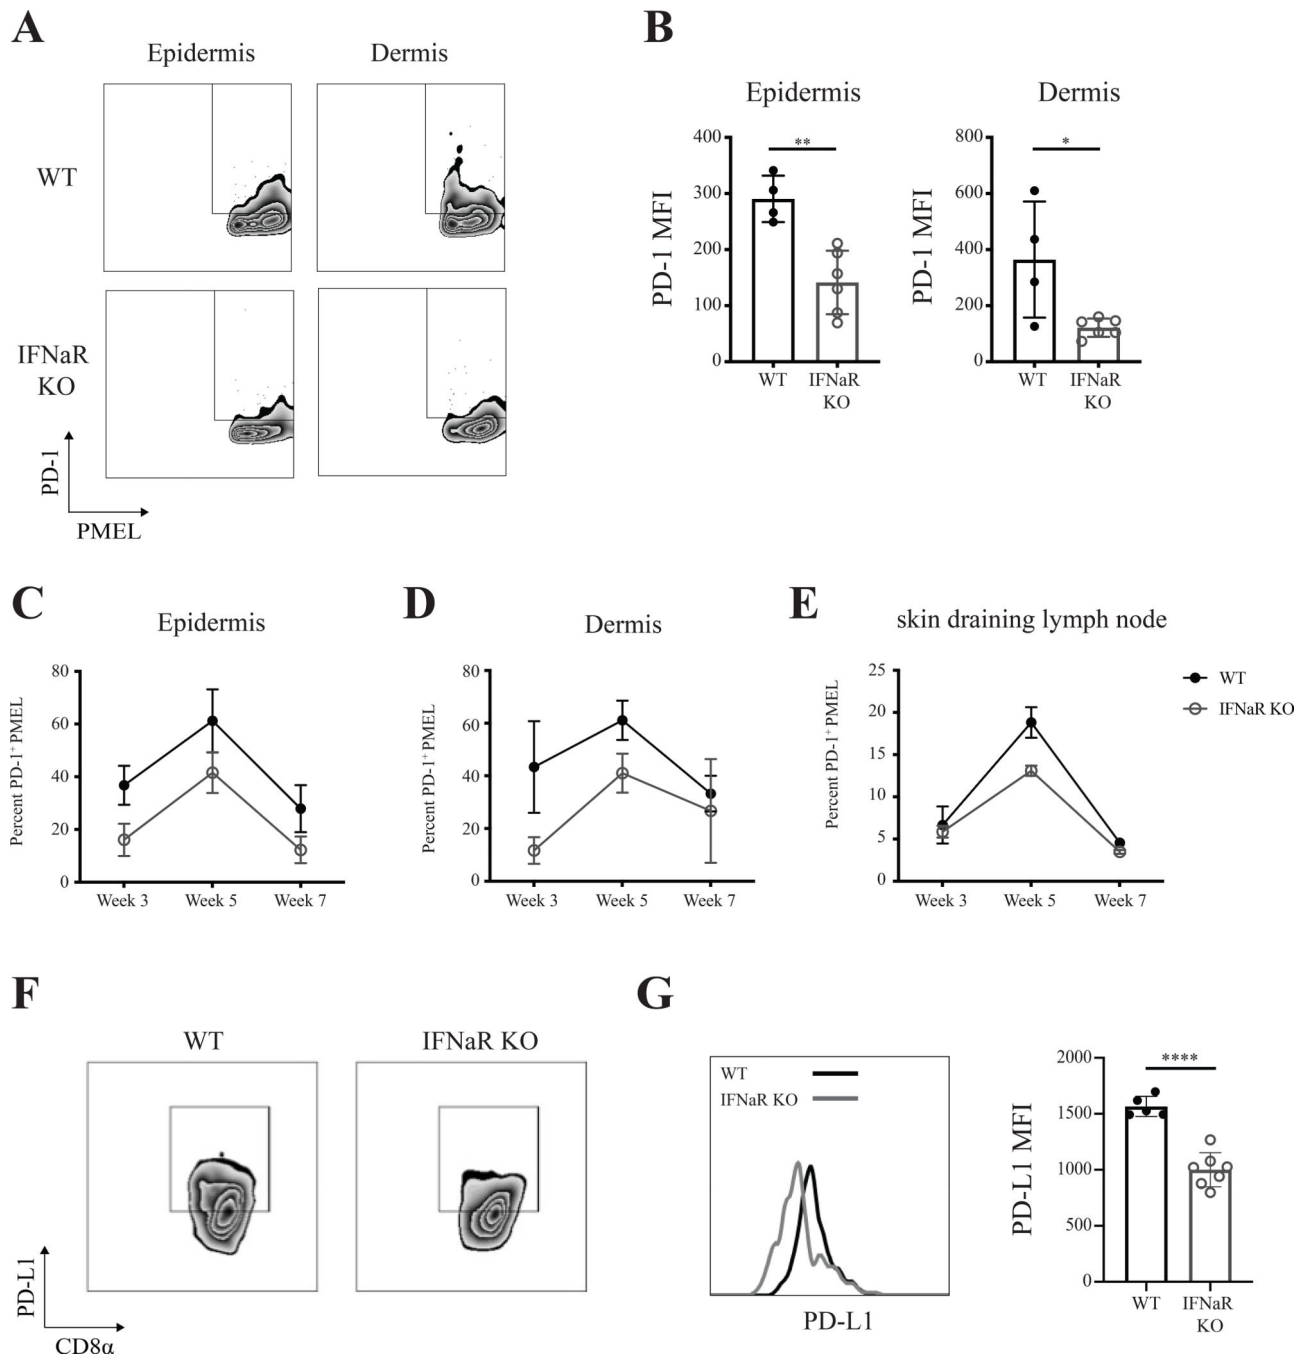 A
Epidermis
Dermis
WT
IFNaR
KO
PD-1
PMEL
B
Epidermis
**
PD-1 MFI
400
300
200
100
0
WT
IFNaR
KO
Dermis
*
PD-1 MFI
800
600
400
200
0
WT
IFNaR
KO
C
Epidermis
Percent PD-1⁺ PMEL
80
60
40
20
0
Week 3
Week 5
Week 7
D
Dermis
Percent PD-1⁺ PMEL
80
60
40
20
0
Week 3
Week 5
Week 7
E
skin draining lymph node
Percent PD-1⁺ PMEL
25
20
15
10
5
0
Week 3
Week 5
Week 7
WT
IFNaR KO
F
WT
IFNaR KO
PD-L1
CD8α
G
WT
IFNaR KO
PD-L1
****
PD-L1 MFI
2000
1500
1000
500
0
WT
IFNaR
KO